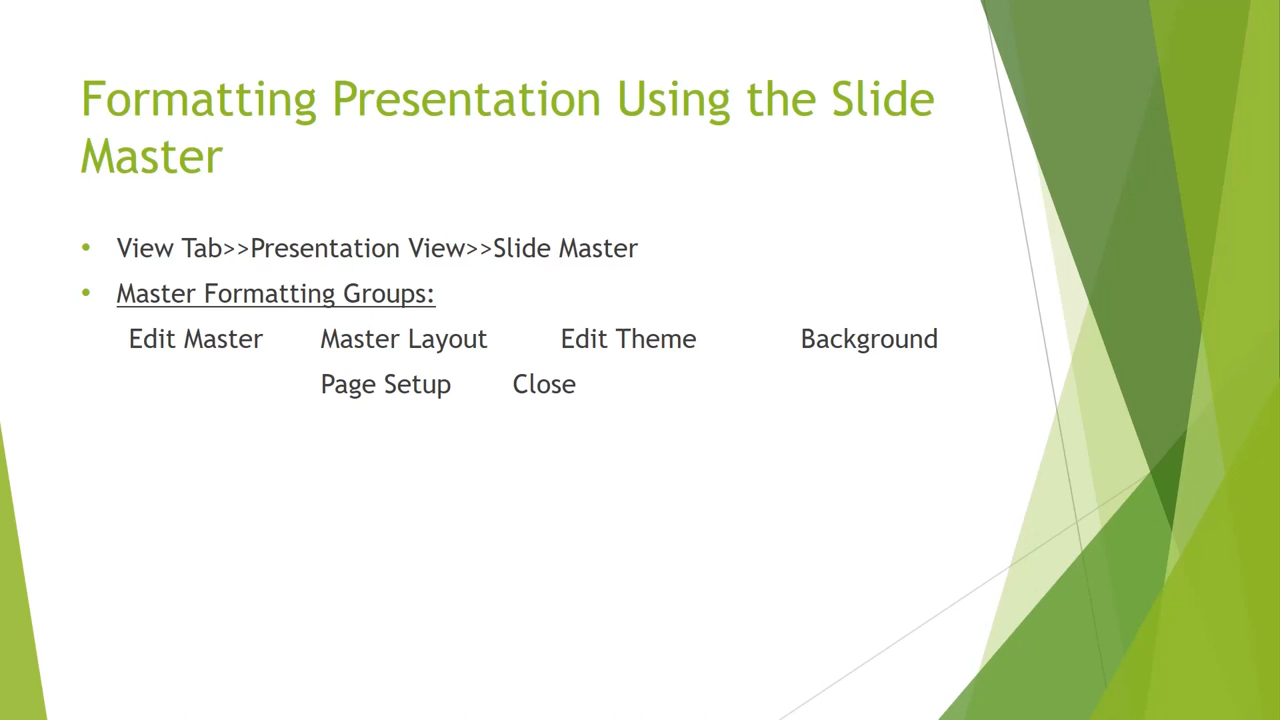 Formatting Presentation Using the Slide
Master
• View Tab>>Presentation View>>Slide Master
• Master Formatting Groups:
Edit Master Master Layout Edit Theme Background
Page Setup Close